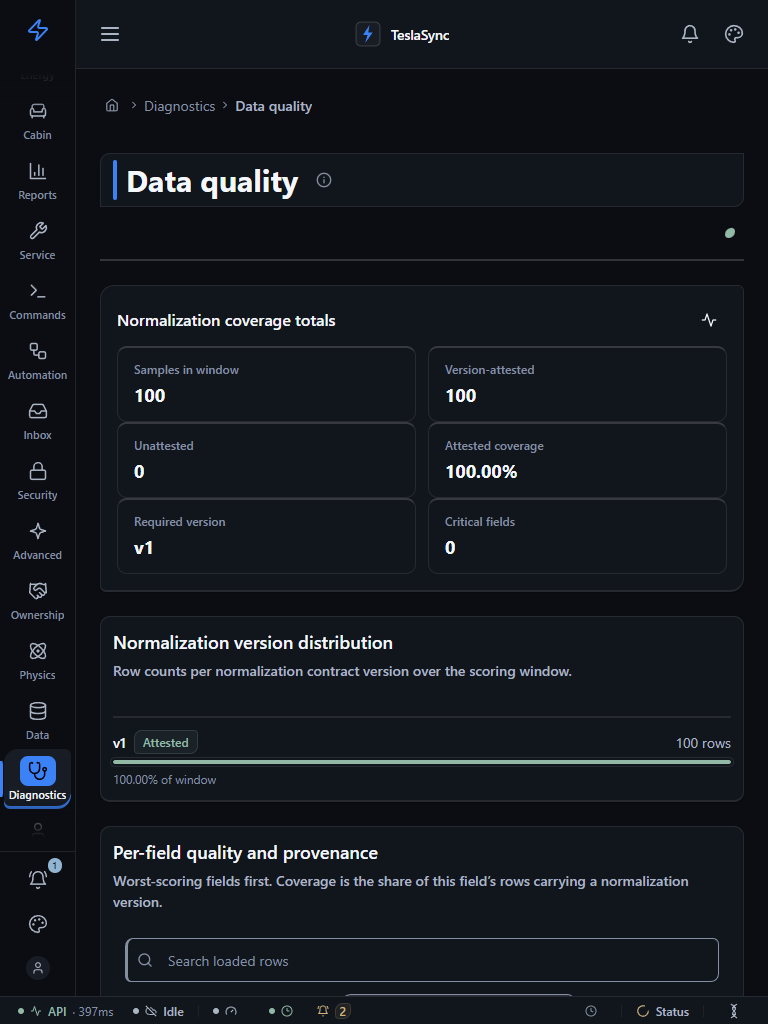 TeslaSync
Energy
Cabin
Reports
Service
Commands
Automation
Inbox
Security
Advanced
Ownership
Physics
Data
Diagnostics
1
Diagnostics
Data quality
Data quality
Normalization coverage totals
Samples in window
100
Version-attested
100
Unattested
0
Attested coverage
100.00%
Required version
v1
Critical fields
0
Normalization version distribution
Row counts per normalization contract version over the scoring window.
v1 Attested 100 rows
100.00% of window
Per-field quality and provenance
Worst-scoring fields first. Coverage is the share of this field's rows carrying a normalization
version.
Search loaded rows
API · 397ms Idle 2 Status